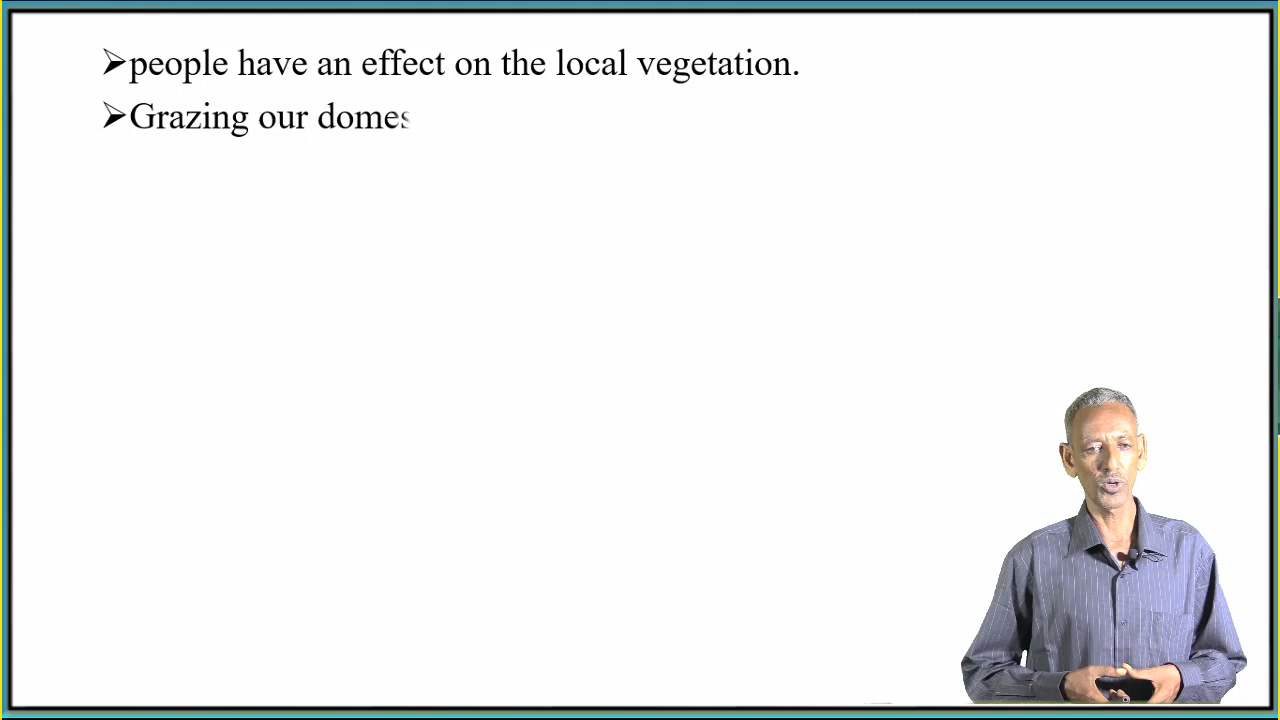 ➢people have an effect on the local vegetation.
➢Grazing our domes